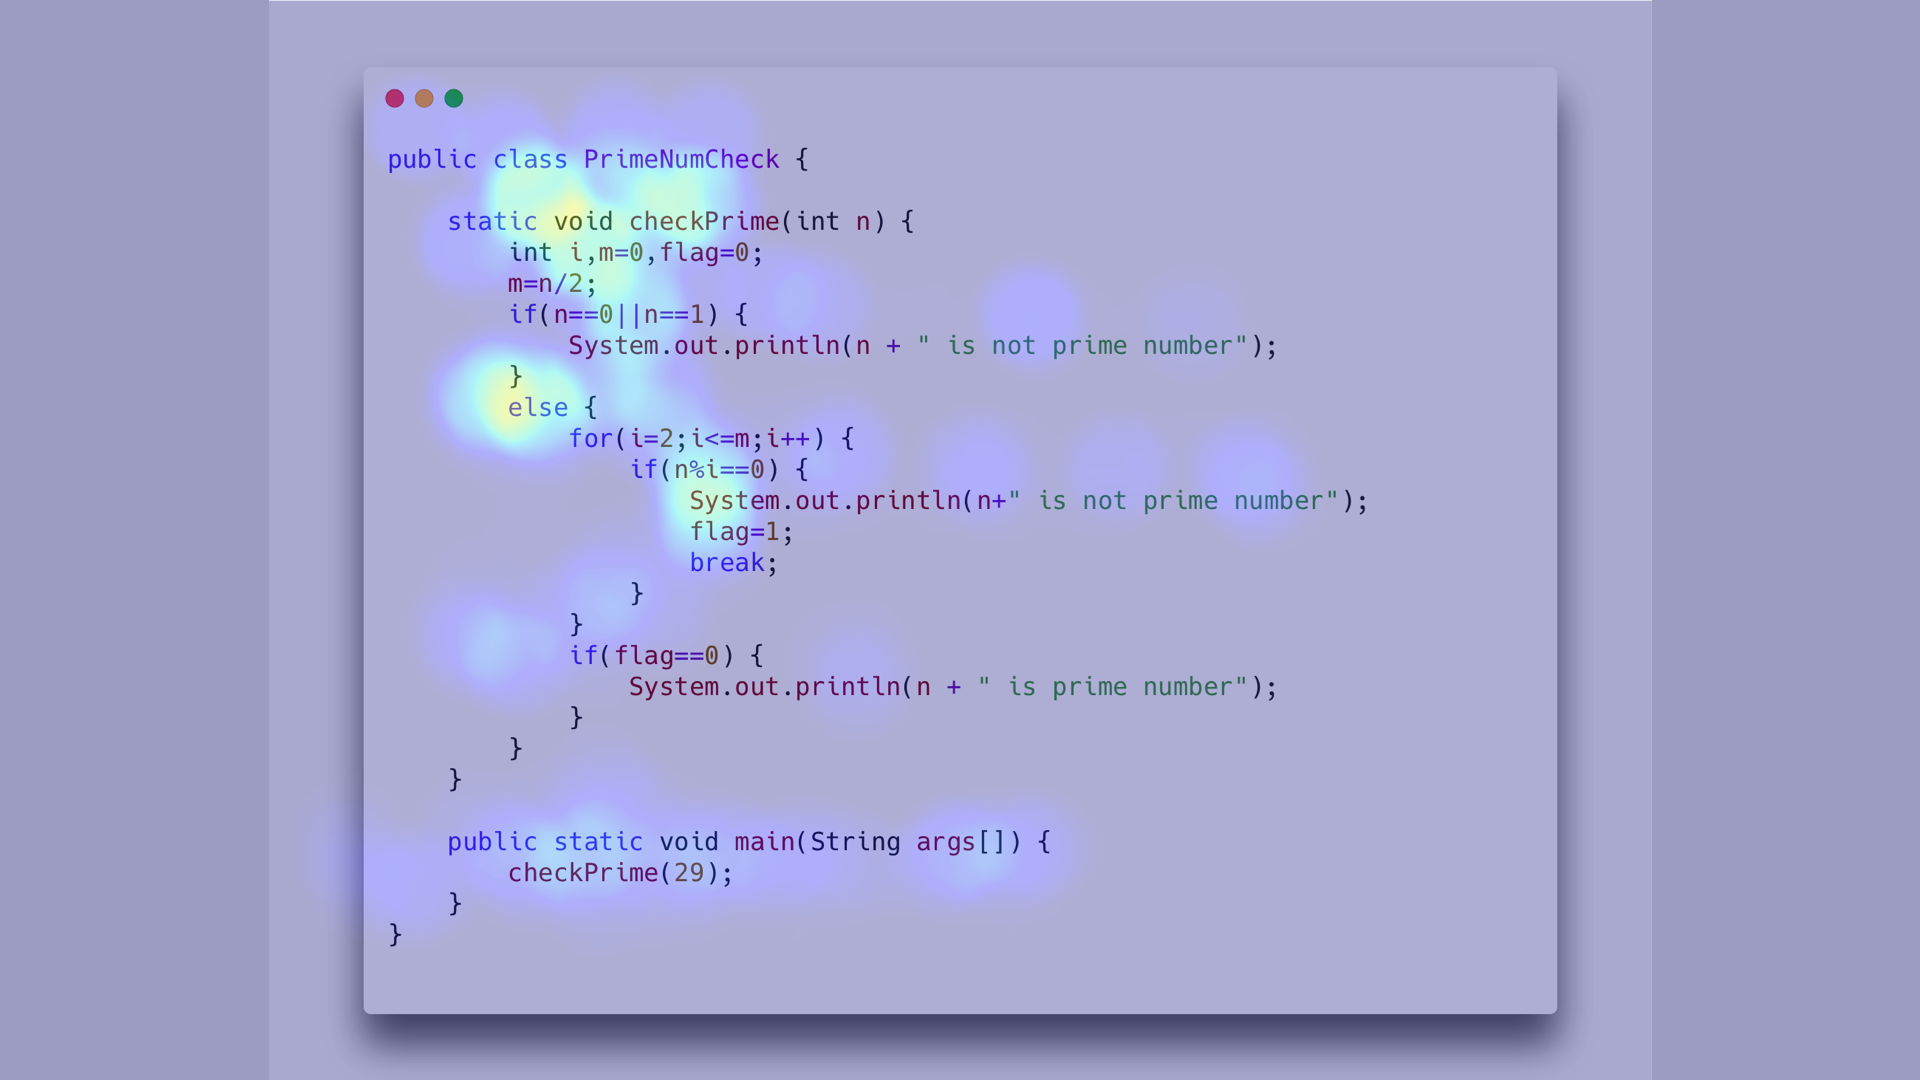 public class PrimeNumCheck {
static void checkPrime(int n) {
int i,m=0,flag=0;
m=n/2;
if(n==0||n==1) {
System.out.println(n + " is not prime number");
}
else {
for(i=2;i<=m;i++) {
if(n%i==0) {
System.out.println(n+" is not prime number");
flag=1;
break;
}
}
if(flag==0) {
System.out.println(n + " is prime number");
}
}
}
public static void main(String args[]) {
checkPrime(29);
}
}